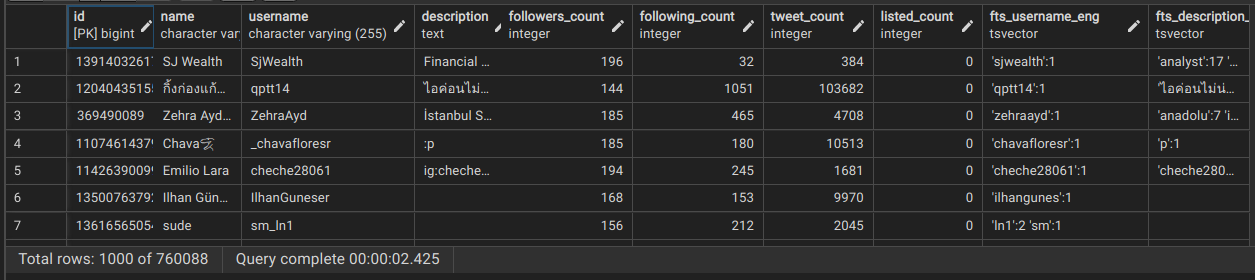 id name username description followers_count following_count tweet_count listed_count fts_username_eng fts_description_
[PK] bigint character var character varying (255) text integer integer integer integer tsvector tsvector
1 SJ Wealth SjWealth Financial ... 196 32 384 0 'sjwealth':1 'analyst':17 '...
2 กิ้งก่องแก้... qptt14 ไอค่อนไม่... 144 1051 103682 0 'qptt14':1 'ไอค่อนไม่น่...
3 369490089 Zehra Ayd... ZehraAyd İstanbul S... 185 465 4708 0 'zehraayd':1 'anadolu':7 'i...
4 Chava _chavafloresr :p 185 180 10513 0 'chavafloresr':1 'p':1
5 Emilio Lara cheche28061 ig:cheche... 194 245 1681 0 'cheche28061':1 'cheche280...
6 Ilhan Gün... IlhanGuneser 168 153 9970 0 'ilhangunes':1
7 sude sm_ln1 156 212 2045 0 'ln1':2 'sm':1
Total rows: 1000 of 760088 Query complete 00:00:02.425